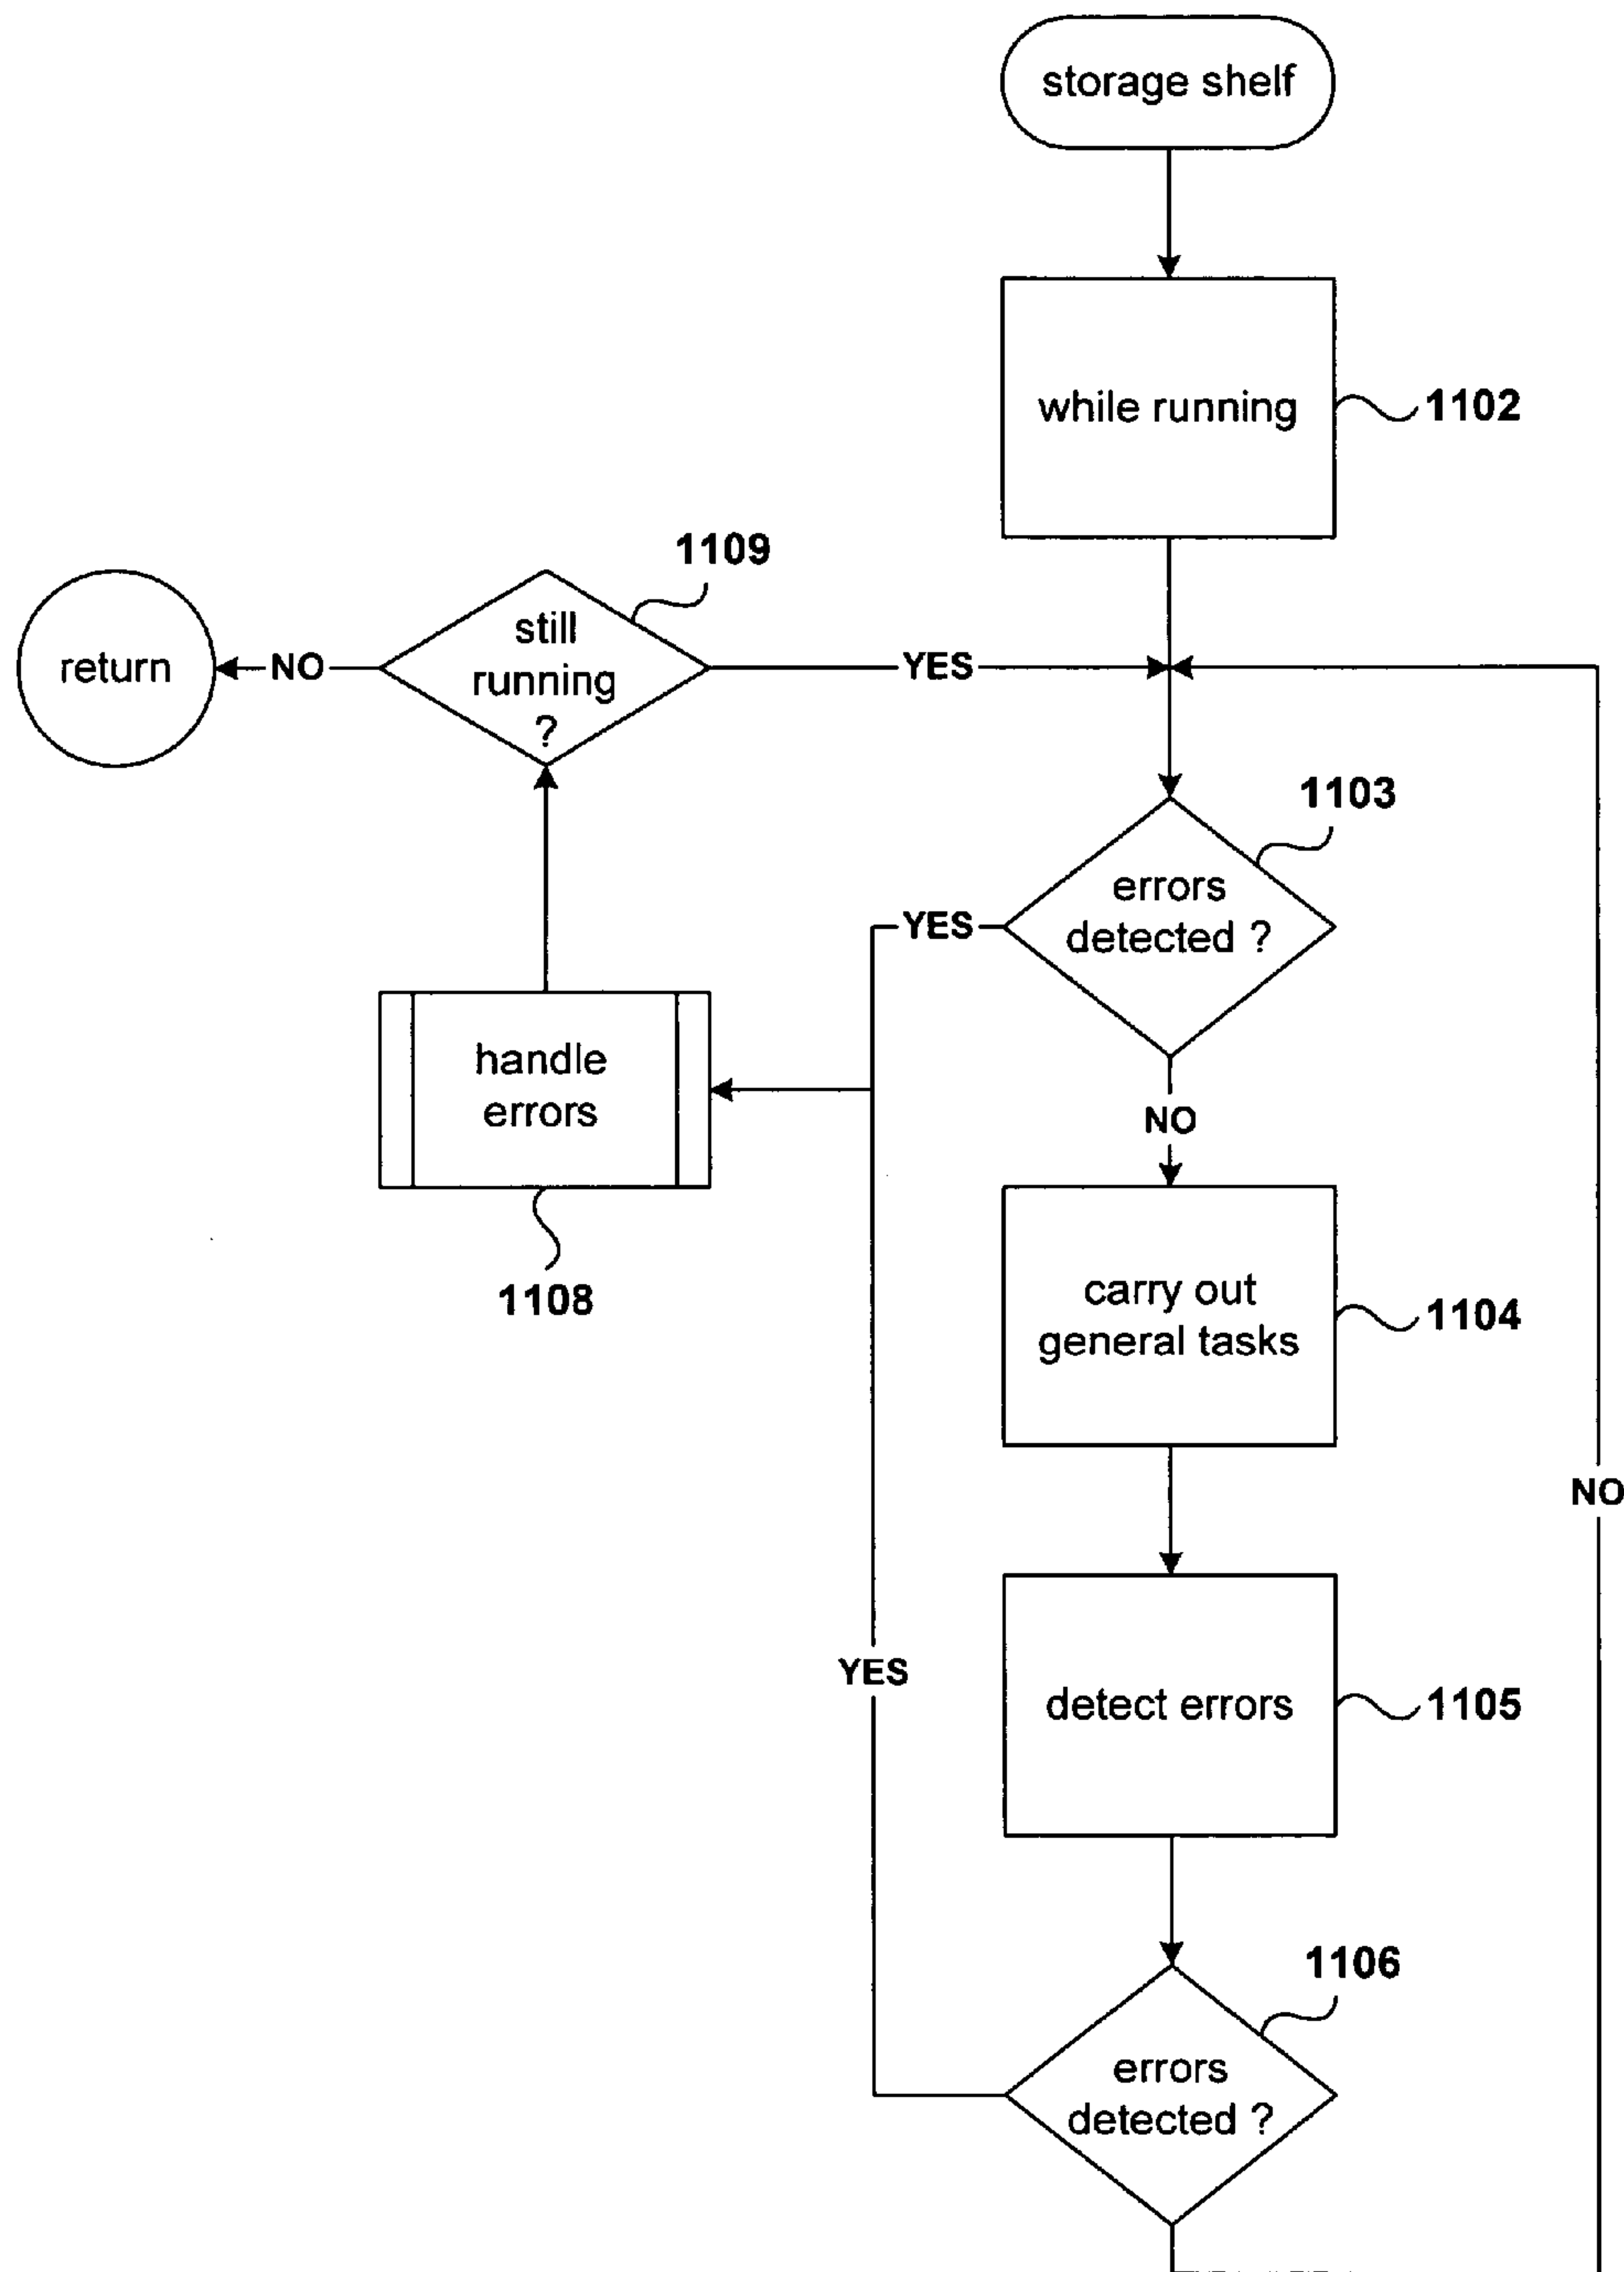 storage shelf
while running
1102
1109
still
running
?
return
NO
YES
1103
errors
detected ?
YES
NO
handle
errors
1108
carry out
general tasks
1104
NO
YES
detect errors
1105
1106
errors
detected ?